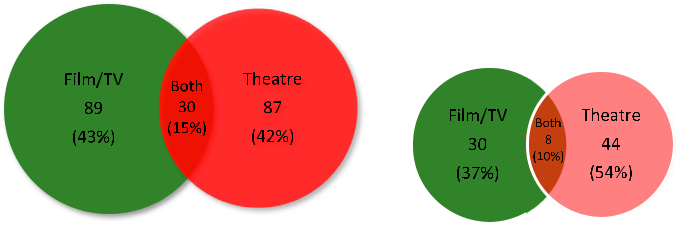 Film/TV
89
(43%)
Both
30
(15%)
Theatre
87
(42%)
Film/TV
30
(37%)
Both
8
(10%)
Theatre
44
(54%)